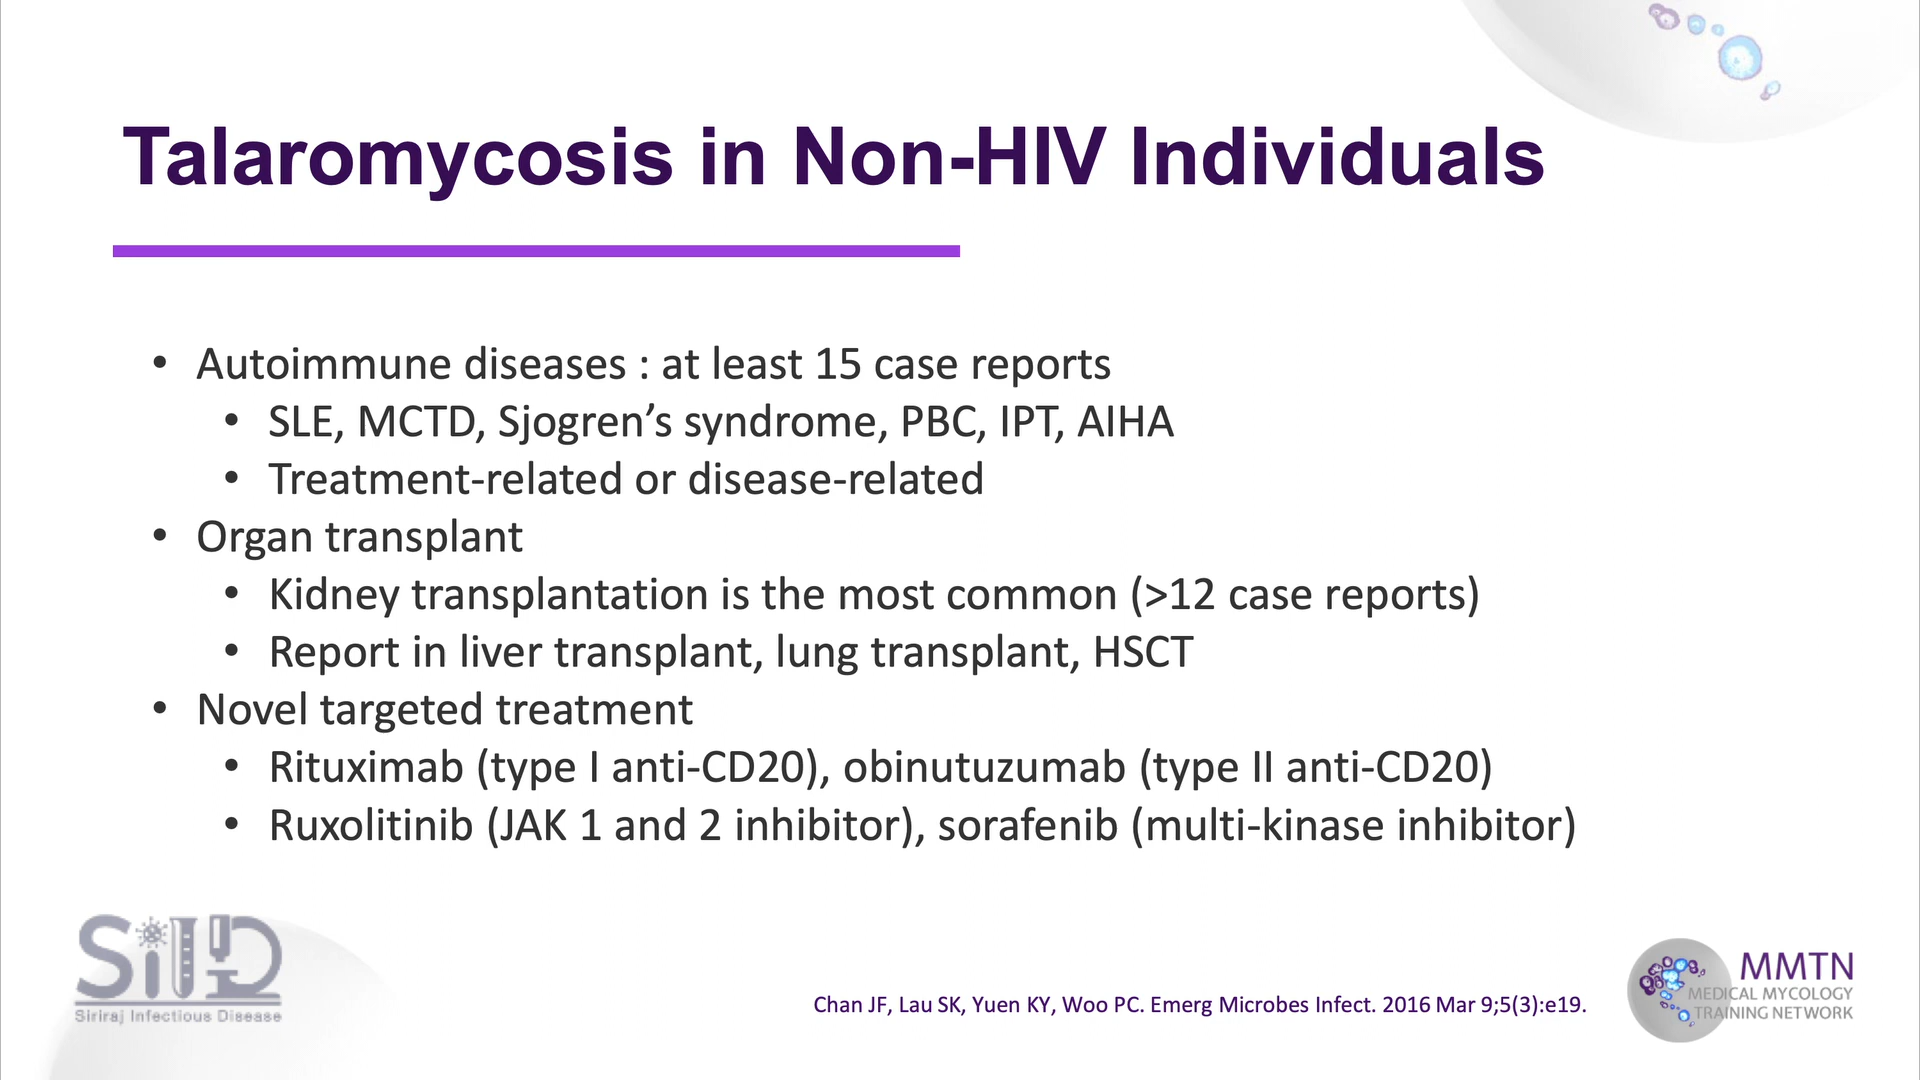 Talaromycosis in Non-HIV Individuals
• Autoimmune diseases : at least 15 case reports
• SLE, MCTD, Sjogren’s syndrome, PBC, IPT, AIHA
• Treatment-related or disease-related
• Organ transplant
• Kidney transplantation is the most common (>12 case reports)
• Report in liver transplant, lung transplant, HSCT
• Novel targeted treatment
• Rituximab (type I anti-CD20), obinutuzumab (type II anti-CD20)
• Ruxolitinib (JAK 1 and 2 inhibitor), sorafenib (multi-kinase inhibitor)
SiID
Siriraj Infectious Disease
Chan JF, Lau SK, Yuen KY, Woo PC. Emerg Microbes Infect. 2016 Mar 9;5(3):e19.
MMTN
MEDICAL MYCOLOGY
TRAINING NETWORK